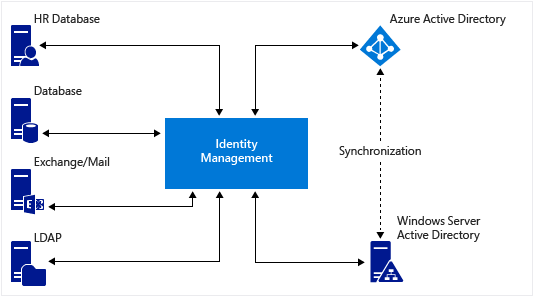 HR Database
Azure Active Directory
Database
Identity
Management
Exchange/Mail
Synchronization
Windows Server
Active Directory
LDAP
E